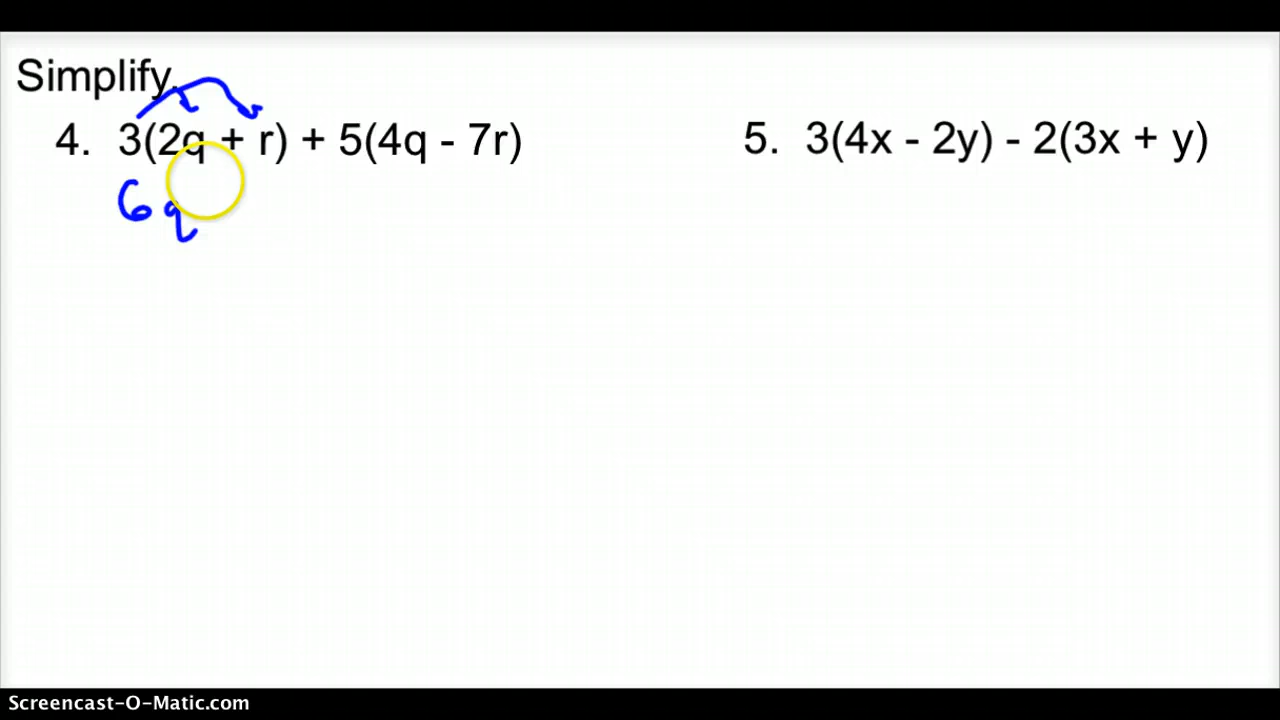 Simplify.
4. 3(2q + r) + 5(4q - 7r)
5. 3(4x - 2y) - 2(3x + y)
6q
Screencast-O-Matic.com